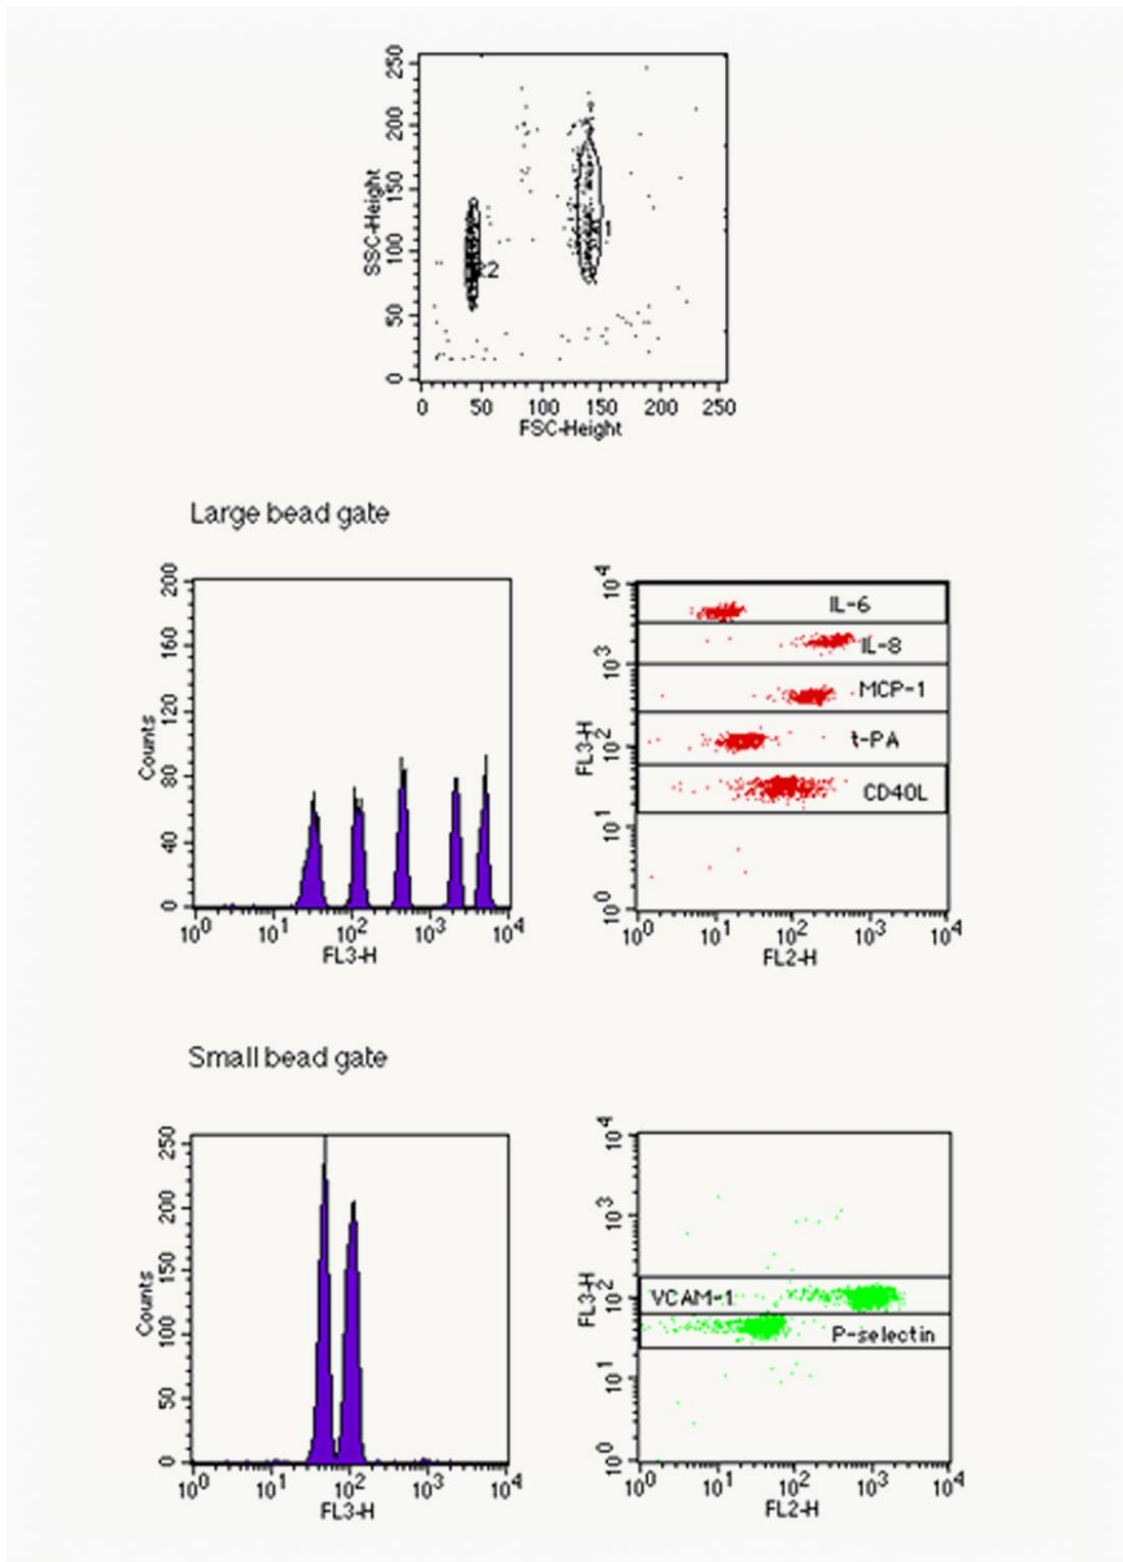 250
200
150
100
50
0
SSC-Height
1
R2
0 50 100 150 200 250
FSC-Height
Large bead gate
200
160
120
80
40
0
Counts
10^0 10^1 10^2 10^3 10^4
FL3-H
10^4
10^3
10^2
10^1
10^0
FL3-H
IL-6
IL-8
MCP-1
t-PA
CD40L
10^0 10^1 10^2 10^3 10^4
FL2-H
Small bead gate
250
200
150
100
50
0
Counts
10^0 10^1 10^2 10^3 10^4
FL3-H
10^4
10^3
10^2
10^1
10^0
FL3-H
VCAM-1
P-selectin
10^0 10^1 10^2 10^3 10^4
FL2-H